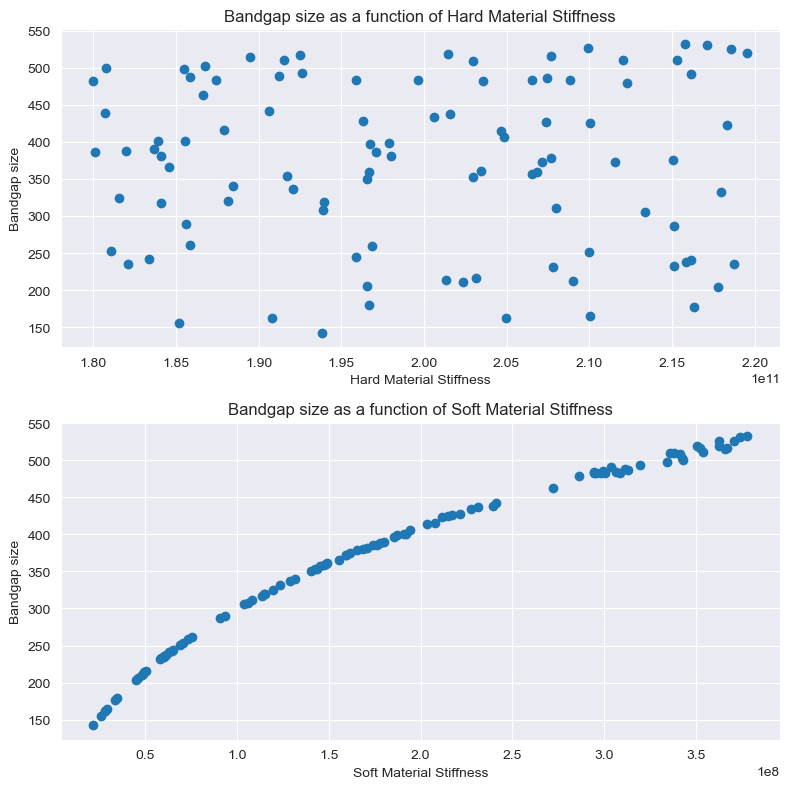 Bandgap size as a function of Hard Material Stiffness
550
500
450
400
350
300
250
200
150
Bandgap size
1.80 1.85 1.90 1.95 2.00 2.05 2.10 2.15 2.20
1e11
Hard Material Stiffness
Bandgap size as a function of Soft Material Stiffness
550
500
450
400
350
300
250
200
150
Bandgap size
0.5 1.0 1.5 2.0 2.5 3.0 3.5
1e8
Soft Material Stiffness